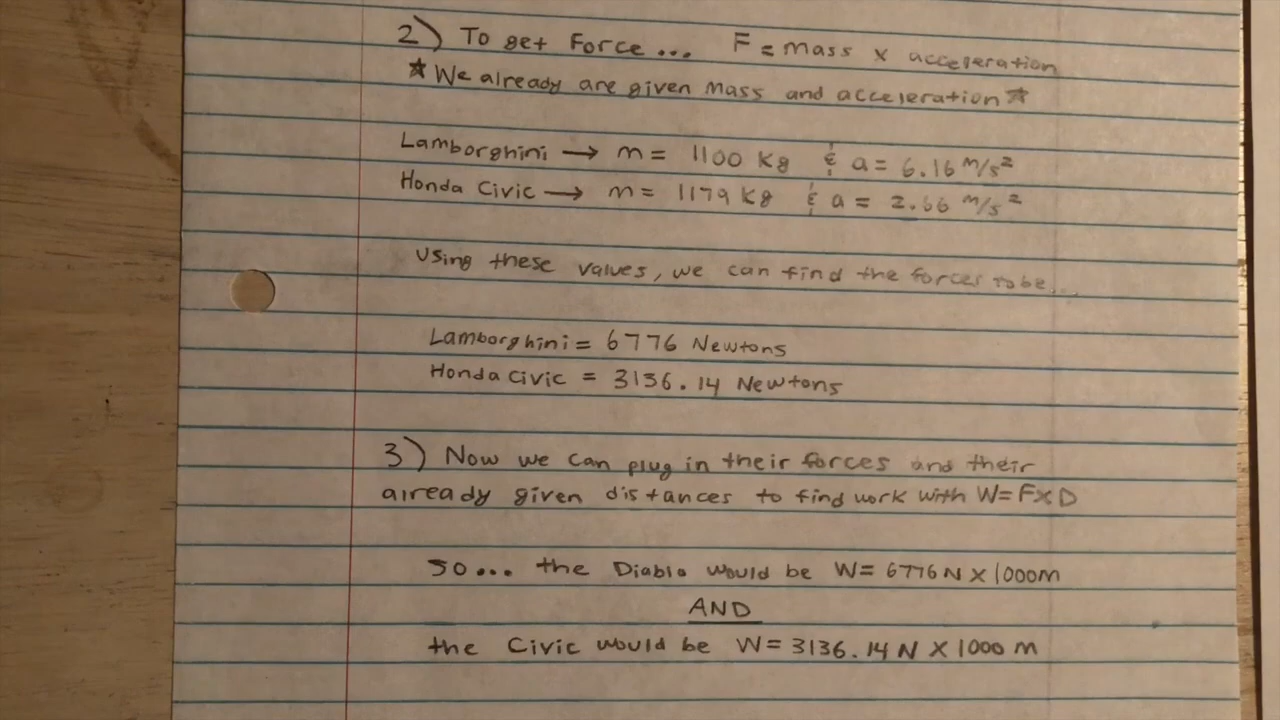 2) To get Force... F = mass x acceleration
☆We already are given mass and acceleration☆
Lamborghini → m = 1100 kg & a = 6.16 m/s²
Honda Civic → m = 1179 kg & a = 2.66 m/s²
Using these values, we can find the forces to be...
Lamborghini = 6776 Newtons
Honda Civic = 3136.14 Newtons
3) Now we can plug in their forces and their
already given distances to find work with W=FxD
So... the Diablo would be W= 6776N x 1000m
AND
the Civic would be W= 3136.14 N x 1000 m